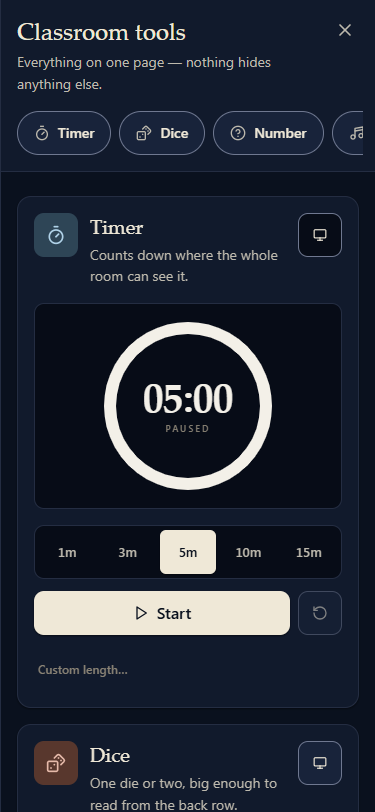 Classroom tools
Everything on one page — nothing hides
anything else.
Timer
Dice
Number
Timer
Counts down where the whole
room can see it.
05:00
PAUSED
1m 3m 5m 10m 15m
Start
Custom length...
Dice
One die or two, big enough to
read from the back row.